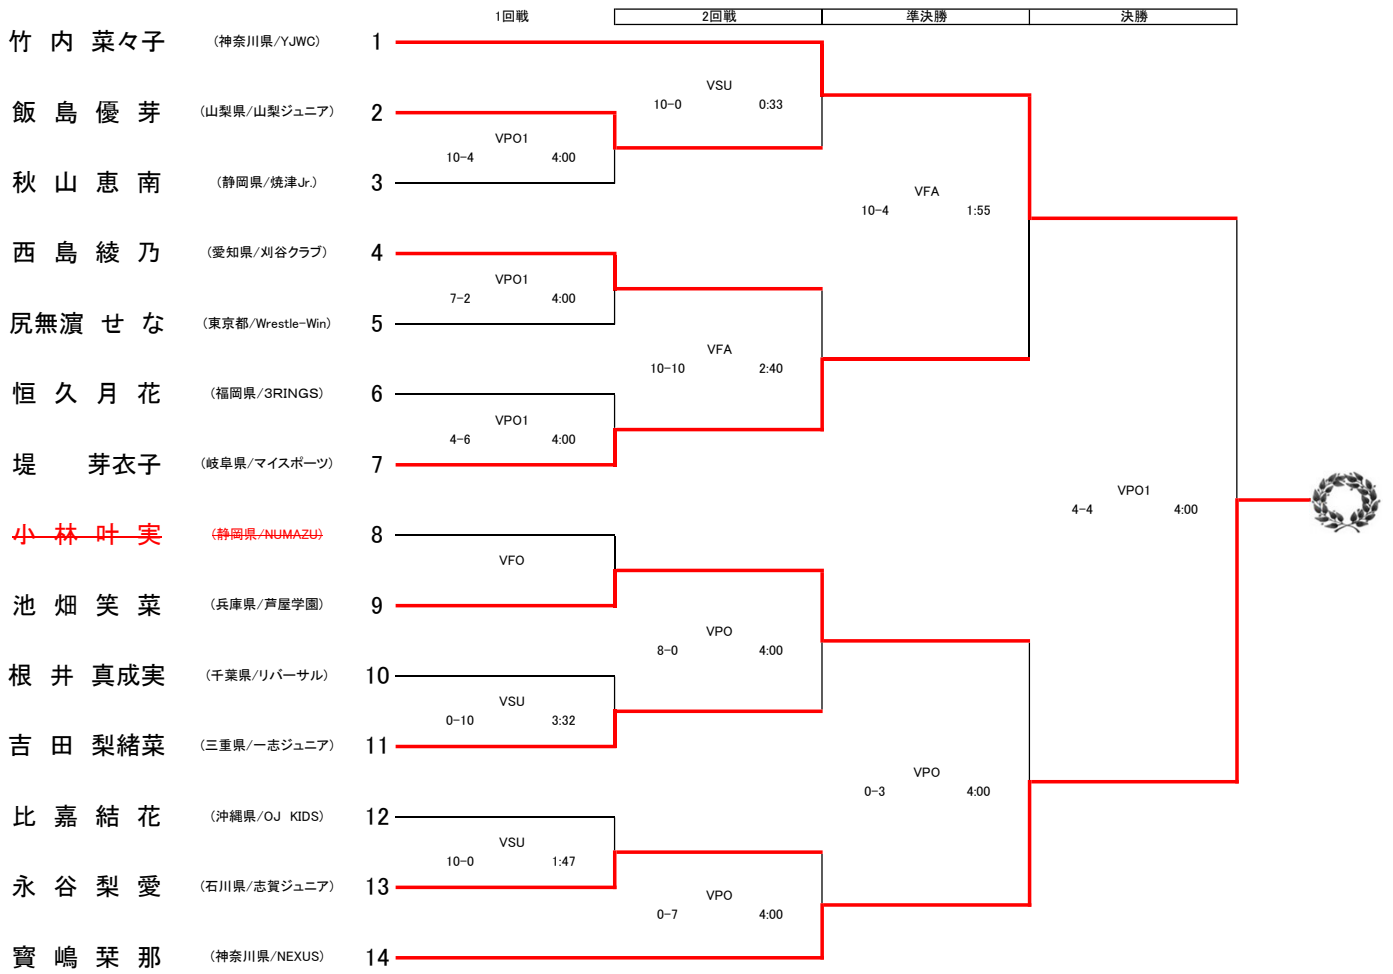 1回戦 2回戦 準決勝 決勝
竹 内 菜々子 (神奈川県/YJWC) 1
VSU
10-0 0:33
飯 島 優 芽 (山梨県/山梨ジュニア) 2
VPO1
10-4 4:00
秋 山 恵 南 (静岡県/焼津Jr.) 3
VFA
10-4 1:55
西 島 綾 乃 (愛知県/刈谷クラブ) 4
VPO1
7-2 4:00
尻無濵 せ な (東京都/Wrestle-Win) 5
VFA
10-10 2:40
恒 久 月 花 (福岡県/3RINGS) 6
VPO1
4-6 4:00
堤 芽衣子 (岐阜県/マイスポーツ) 7
VPO1
4-4 4:00
小 林 叶 実 (静岡県/NUMAZU) 8
VFO
池 畑 笑 菜 (兵庫県/芦屋学園) 9
VPO
8-0 4:00
根 井 真成実 (千葉県/リバーサル) 10
VSU
0-10 3:32
吉 田 梨緒菜 (三重県/一志ジュニア) 11
VPO
0-3 4:00
比 嘉 結 花 (沖縄県/OJ KIDS) 12
VSU
10-0 1:47
永 谷 梨 愛 (石川県/志賀ジュニア) 13
VPO
0-7 4:00
寳 嶋 栞 那 (神奈川県/NEXUS) 14